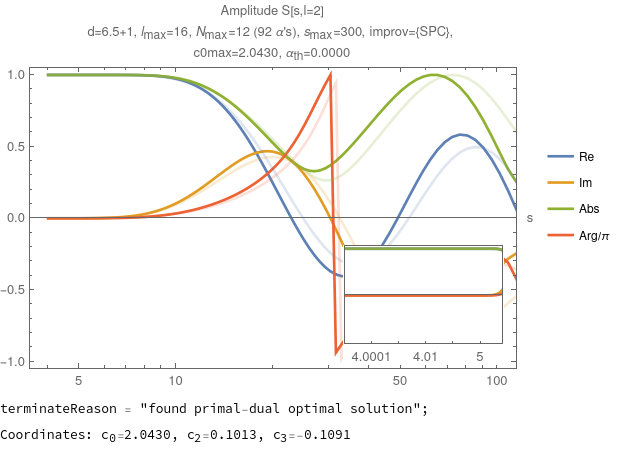 Amplitude S[s,l=2]
d=6.5+1, lmax=16, Nmax=12 (92 α's), smax=300, improv={SPC},
c0max=2.0430, αth=0.0000
1.0
0.5
0.0
−0.5
−1.0
s
Re
Im
Abs
Arg/π
4.0001 4.01 5
5 10 50 100
terminateReason = "found primal-dual optimal solution";
Coordinates: c0=2.0430, c2=0.1013, c3=-0.1091